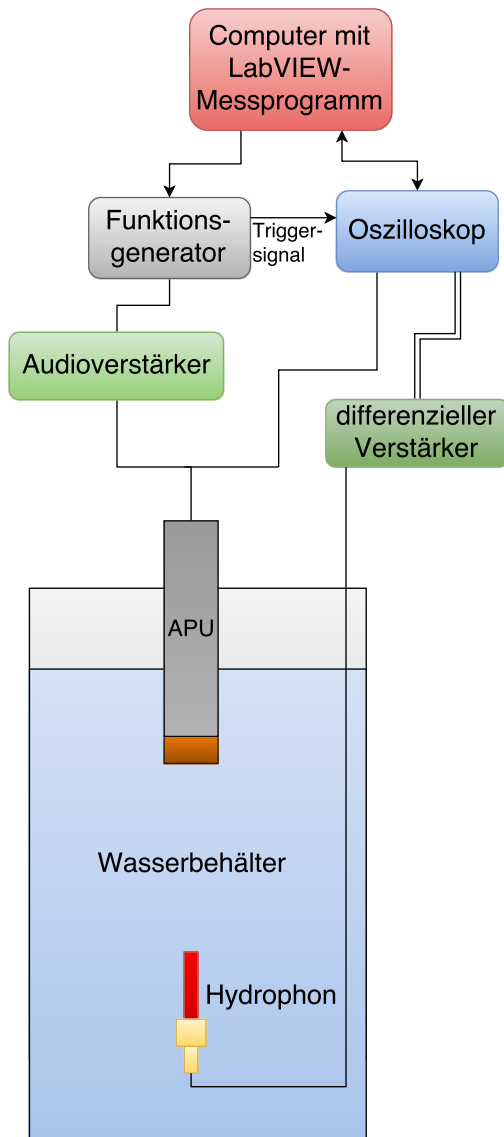 Computer mit
LabVIEW-
Messprogramm
Funktions-
generator
Trigger-
signal
Oszilloskop
Audioverstärker
differenzieller
Verstärker
APU
Wasserbehälter
Hydrophon